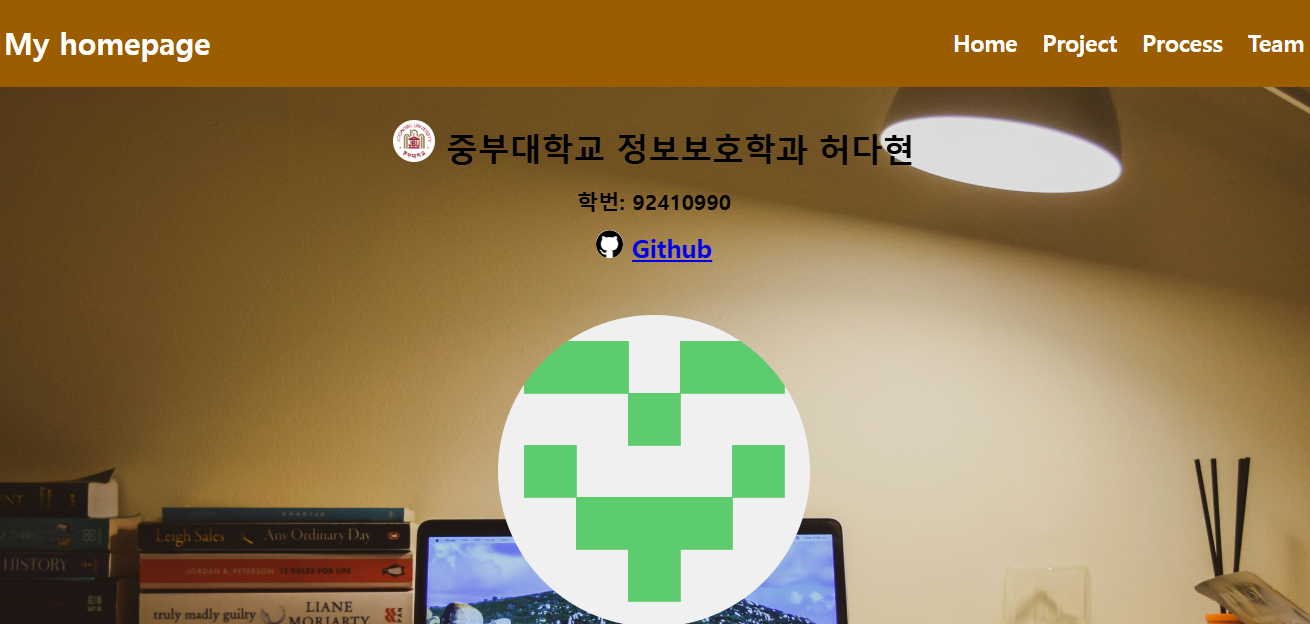 My homepage
Home Project Process Team
중부대학교 정보보호학과 허다현
학번: 92410990
Github
KHADIJA
Leigh Sales Any Ordinary Day
HISTORY
JORDAN B. PETERSON 12 RULES FOR LIFE
truly madly guilty LIANE MORIARTY